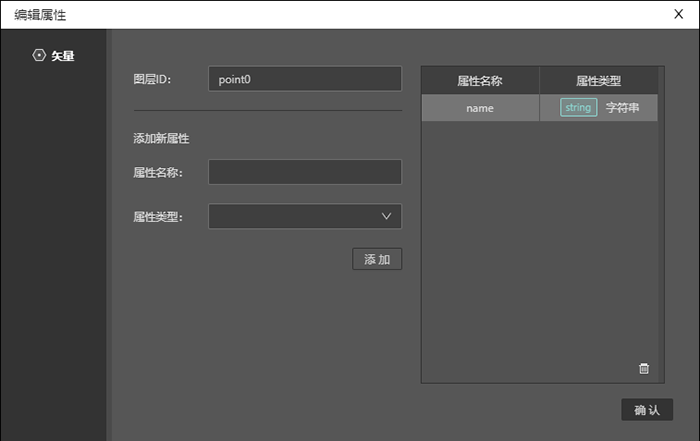 编辑属性 X
矢量
图层ID: point0
添加新属性
属性名称:
属性类型:
添加
属性名称 属性类型
name string 字符串
确认